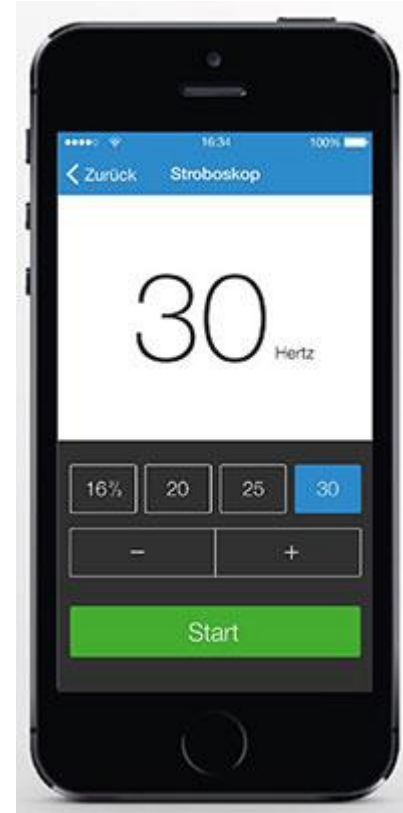 16:34 100%
Zurück Stroboskop
30 Hertz
16⅔ 20 25 30
− +
Start